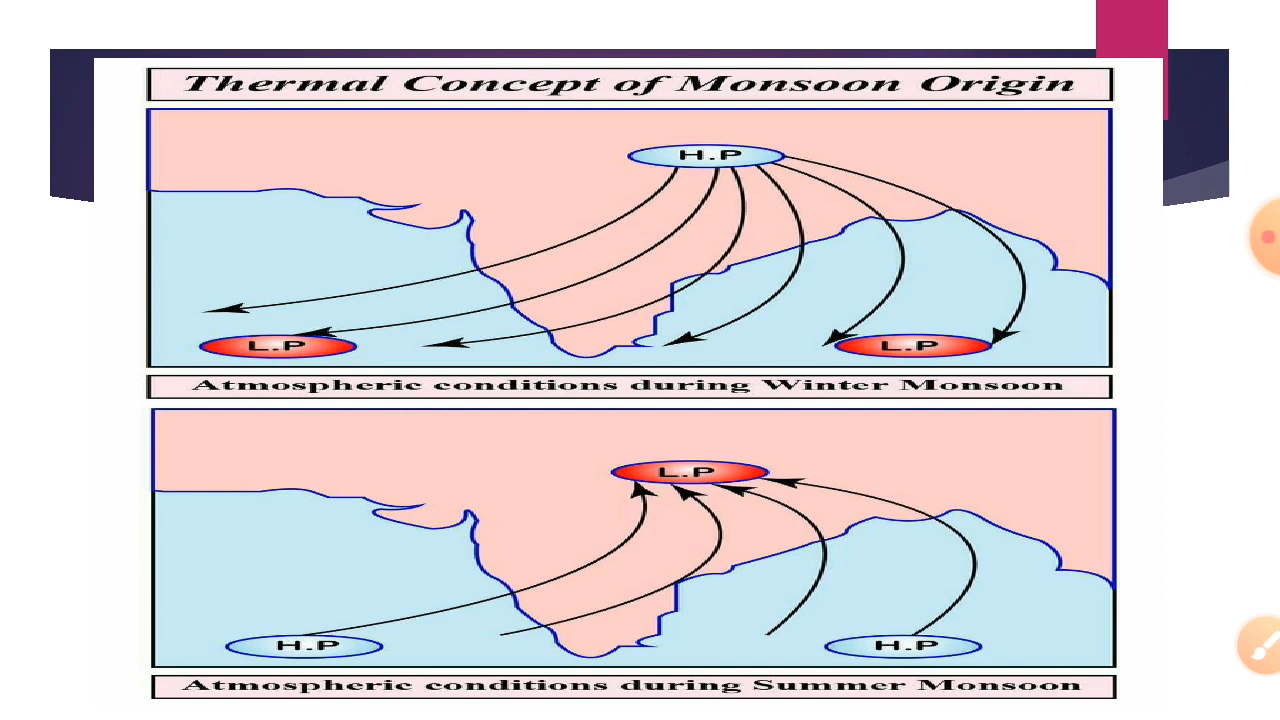 Thermal Concept of Monsoon Origin
H.P
L.P
L.P
Atmospheric conditions during Winter Monsoon
L.P
H.P
H.P
Atmospheric conditions during Summer Monsoon